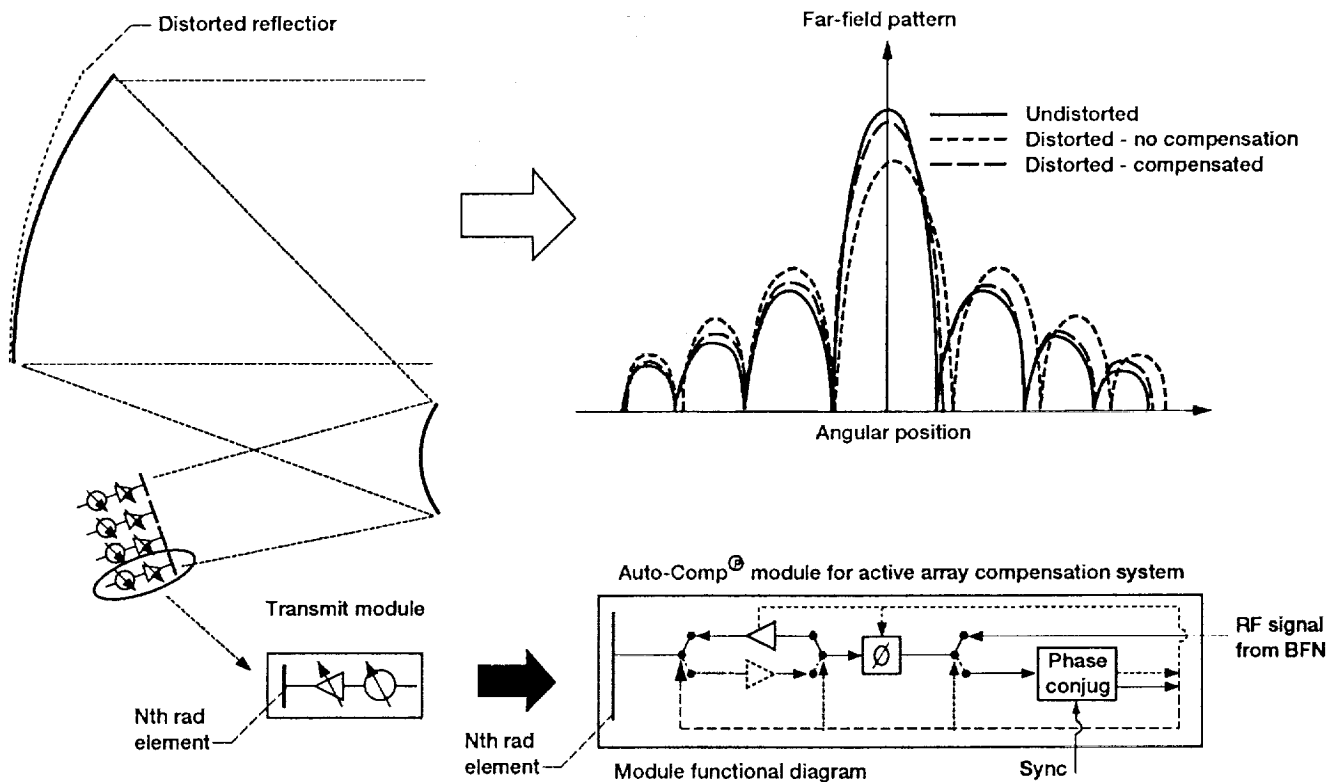 Distorted reflectior
Far-field pattern
Undistorted
Distorted - no compensation
Distorted - compensated
Angular position
Auto-Comp℗ module for active array compensation system
Transmit module
RF signal
from BFN
Ø
Phase
conjug
Nth rad
element
Nth rad
element
Module functional diagram
Sync